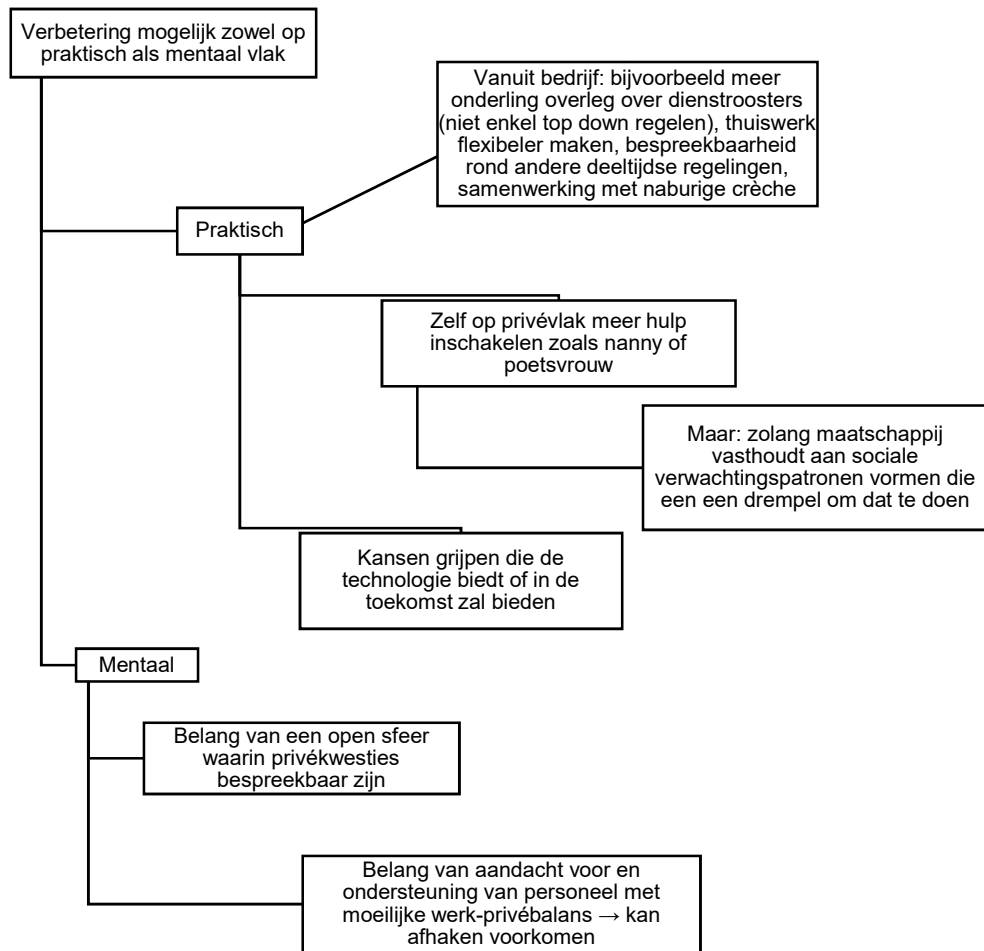 Verbetering mogelijk zowel op
praktisch als mentaal vlak
Vanuit bedrijf: bijvoorbeeld meer
onderling overleg over dienstroosters
(niet enkel top down regelen), thuiswerk
flexibeler maken, bespreekbaarheid
rond andere deeltijdse regelingen,
samenwerking met naburige crèche
Praktisch
Zelf op privévlak meer hulp
inschakelen zoals nanny of
poetsvrouw
Maar: zolang maatschappij
vasthoudt aan sociale
verwachtingspatronen vormen die
een een drempel om dat te doen
Kansen grijpen die de
technologie biedt of in de
toekomst zal bieden
Mentaal
Belang van een open sfeer
waarin privékwesties
bespreekbaar zijn
Belang van aandacht voor en
ondersteuning van personeel met
moeilijke werk-privébalans → kan
afhaken voorkomen